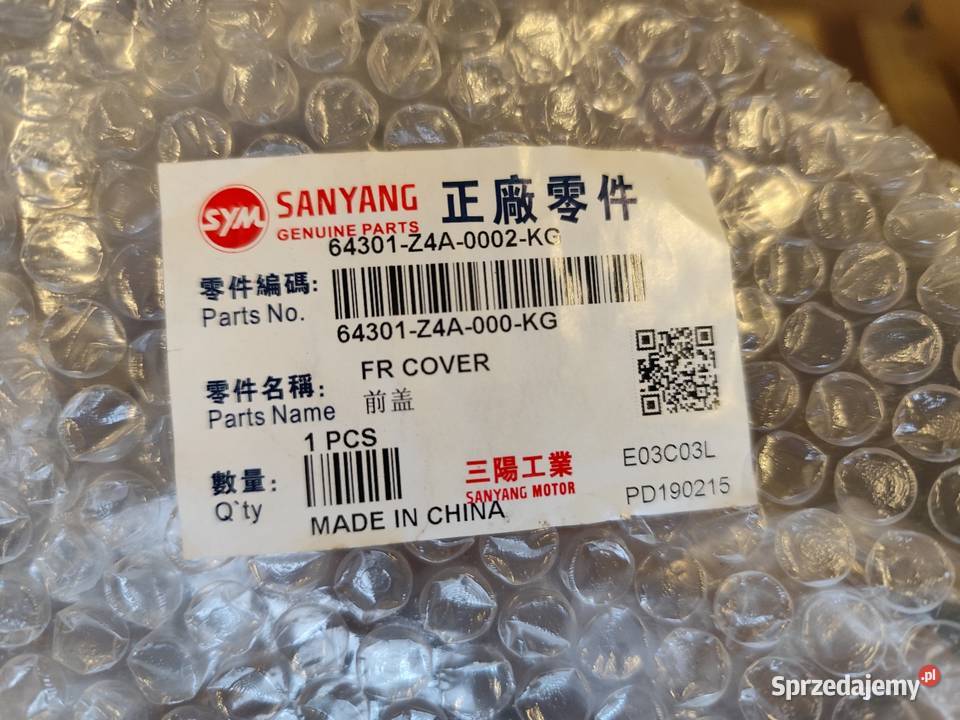 SYM SANYANG 正廠零件
GENUINE PARTS
64301-Z4A-0002-KG
零件編碼:
Parts No.
64301-Z4A-000-KG
FR COVER
零件名稱:
Parts Name
前盖
1 PCS
數量:
Q`ty
三陽工業
SANYANG MOTOR
E03C03L
MADE IN CHINA
PD190215
Sprzedajemy.pl